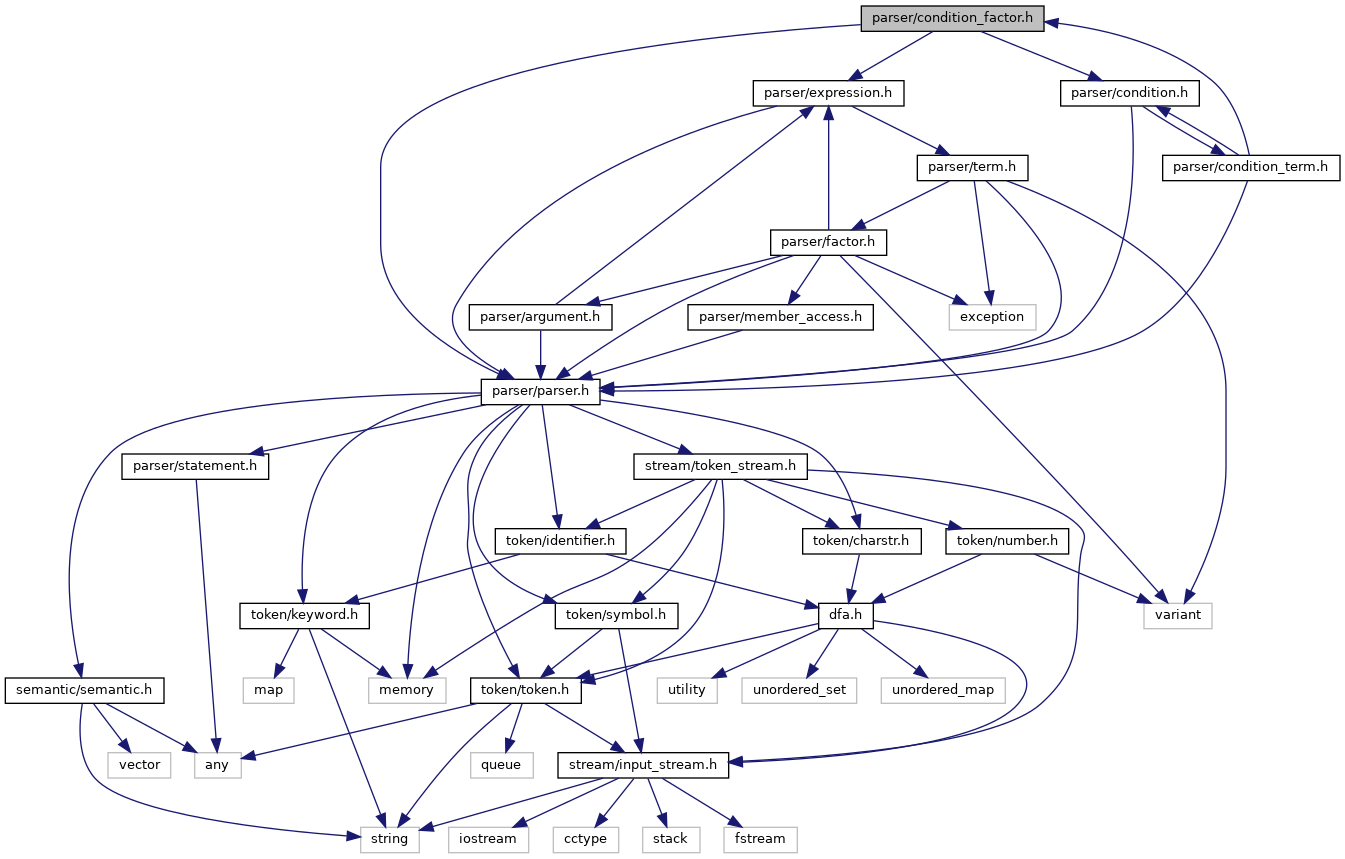 parser/condition_factor.h
parser/expression.h
parser/condition.h
parser/term.h
parser/condition_term.h
parser/factor.h
parser/argument.h
parser/member_access.h
exception
parser/parser.h
parser/statement.h
stream/token_stream.h
token/identifier.h
token/charstr.h
token/number.h
token/keyword.h
token/symbol.h
dfa.h
variant
semantic/semantic.h
map
memory
token/token.h
utility
unordered_set
unordered_map
vector
any
queue
stream/input_stream.h
string
iostream
cctype
stack
fstream